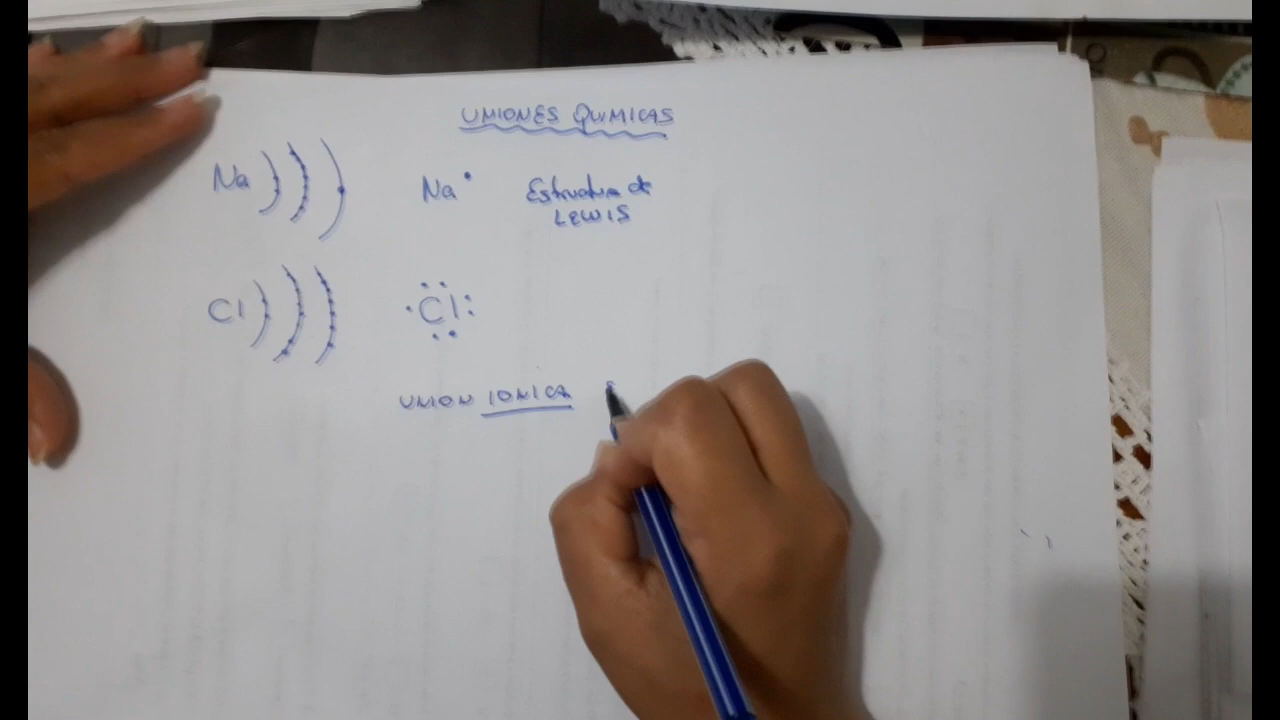 UNIONES QUIMICAS
Na Na• Estructura de
LEWIS
Cl Cl
UNION IONICA